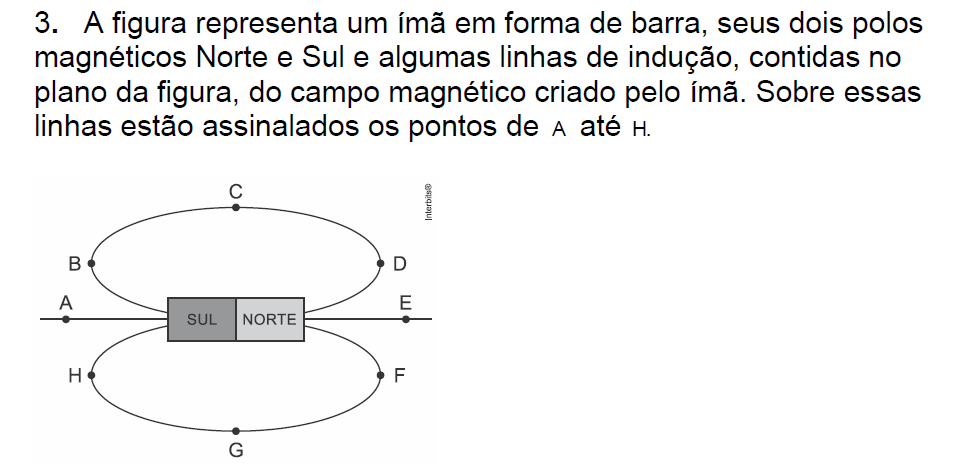 3. A figura representa um ímã em forma de barra, seus dois polos
magnéticos Norte e Sul e algumas linhas de indução, contidas no
plano da figura, do campo magnético criado pelo ímã. Sobre essas
linhas estão assinalados os pontos de A até H.
C
Interbits®
B
D
A
E
SUL NORTE
H
F
G